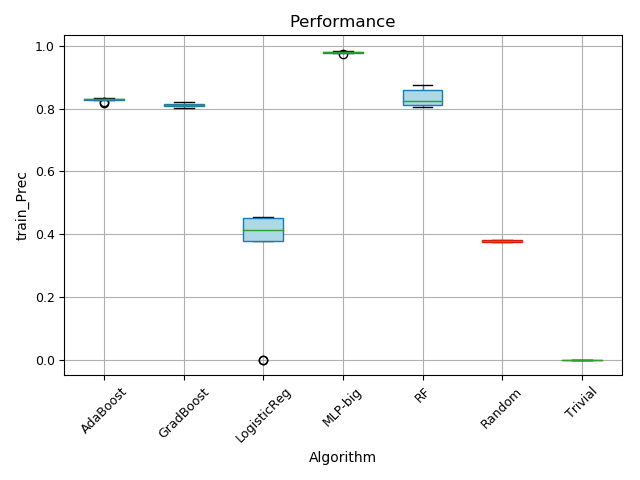 Performance
train_Prec
1.0
0.8
0.6
0.4
0.2
0.0
AdaBoost
GradBoost
LogisticReg
MLP-big
RF
Random
Trivial
Algorithm